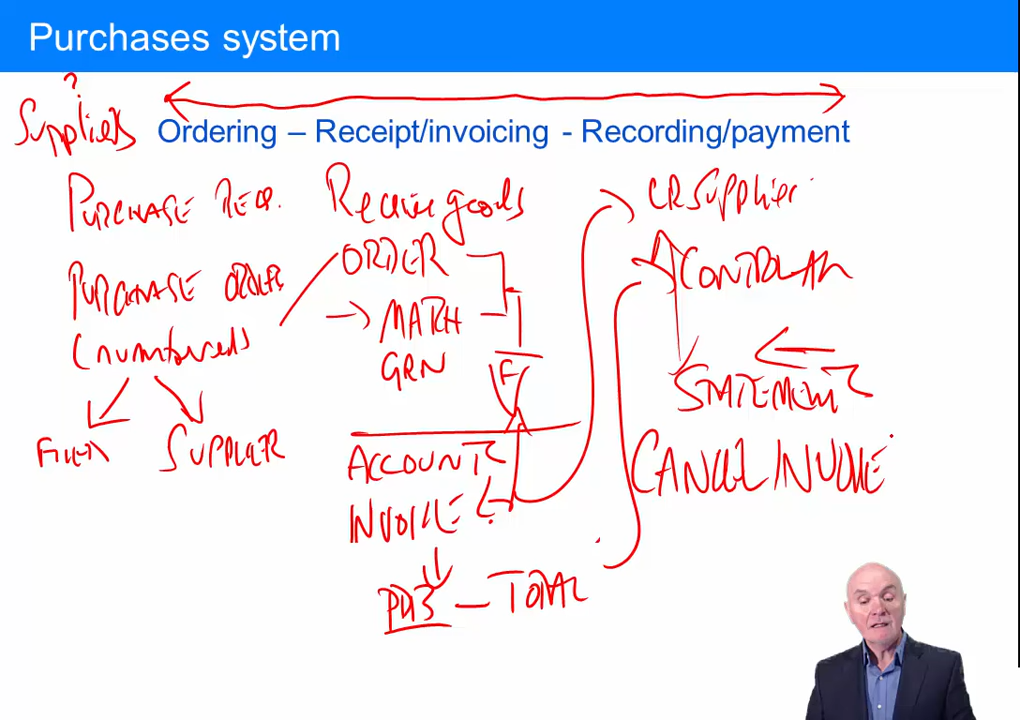 Purchases system
?
Suppliers
Ordering – Receipt/invoicing - Recording/payment
PURCHASE REQ.
PURCHASE ORDER
(numbered)
SUPPLIER
Receive goods
ORDER
MATCH
GRN
F
ACCOUNTS
INVOICE
PDB – TOTAL
CR Supplier
CONTROL A/C
STATEMENT
CANCEL INVOICE